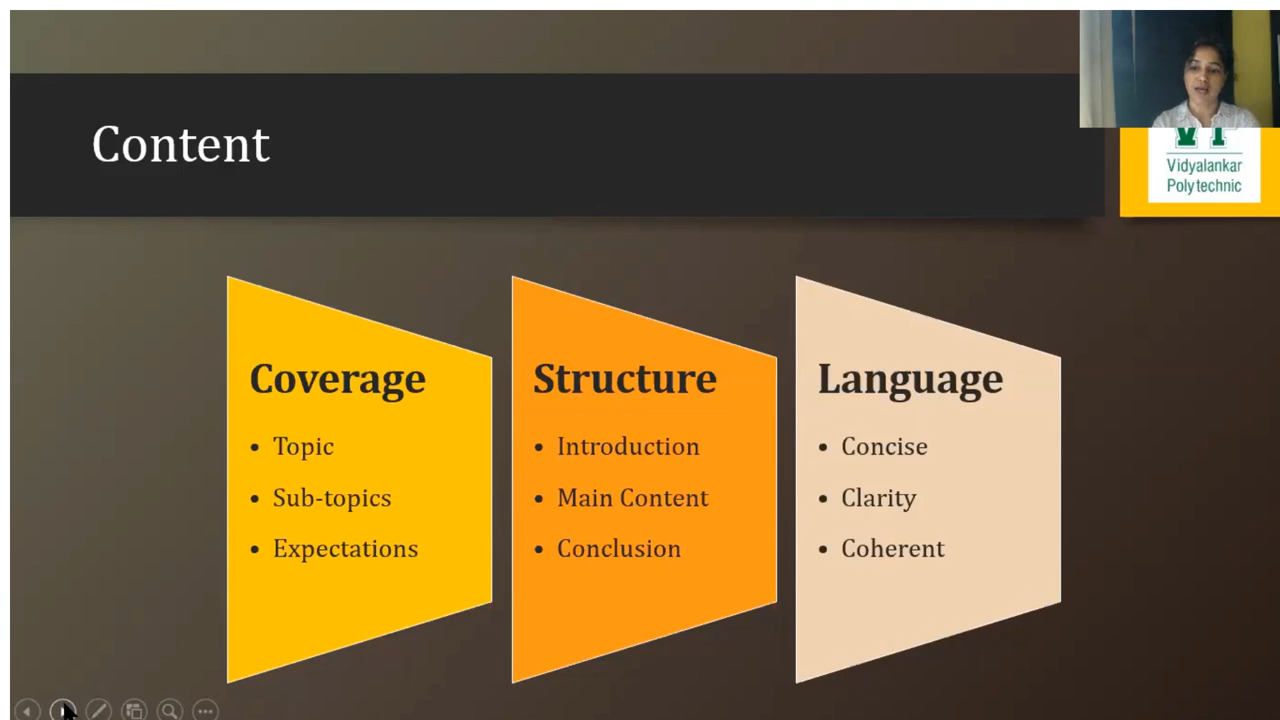 Content
Vidyalankar
Polytechnic
Coverage
• Topic
• Sub-topics
• Expectations
Structure
• Introduction
• Main Content
• Conclusion
Language
• Concise
• Clarity
• Coherent